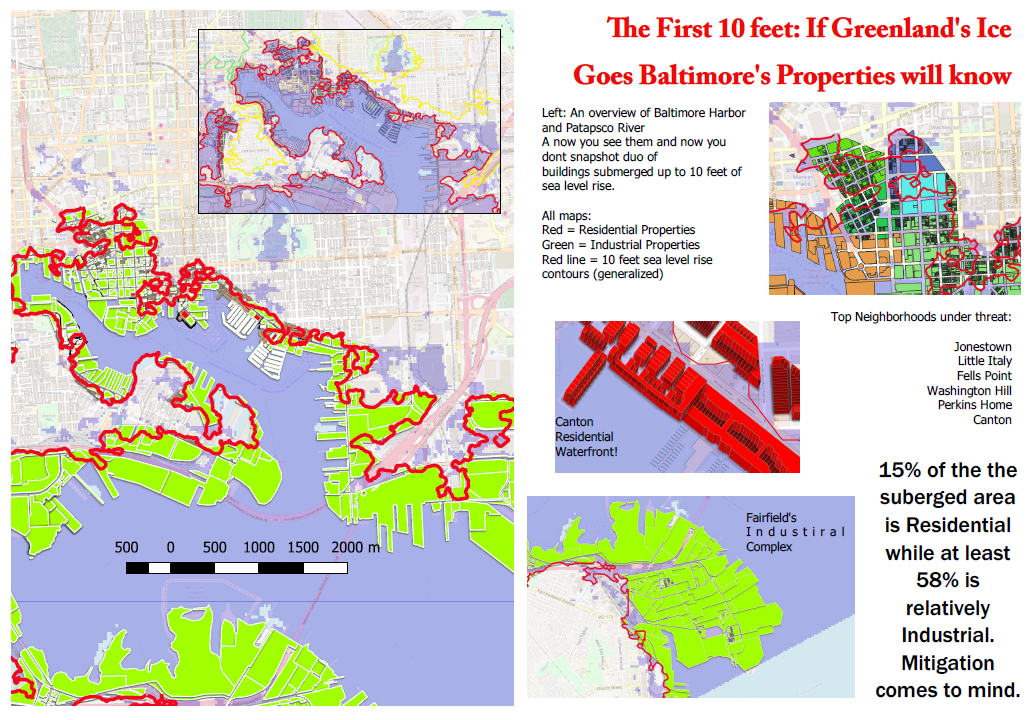 The First 10 feet: If Greenland's Ice
Goes Baltimore's Properties will know
Left: An overview of Baltimore Harbor
and Patapsco River
A now you see them and now you
dont snapshot duo of
buildings submerged up to 10 feet of
sea level rise.
All maps:
Red = Residential Properties
Green = Industrial Properties
Red line = 10 feet sea level rise
contours (generalized)
Top Neighborhoods under threat:
Jonestown
Little Italy
Fells Point
Washington Hill
Perkins Home
Canton
Canton
Residential
Waterfront!
15% of the the
suberged area
is Residential
while at least
58% is
relatively
Industrial.
Mitigation
comes to mind.
Fairfield's
Industiral
Complex
500 0 500 1000 1500 2000 m